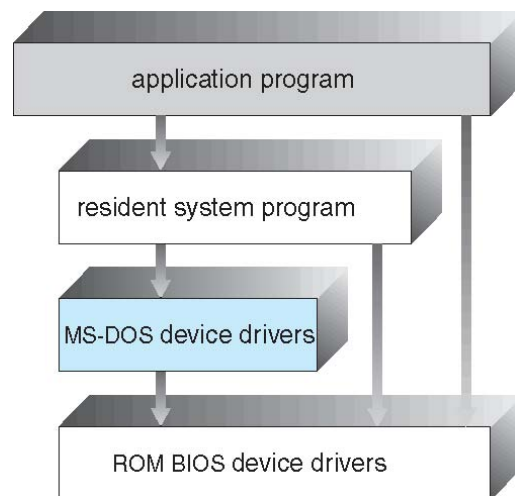 application program
resident system program
MS-DOS device drivers
ROM BIOS device drivers